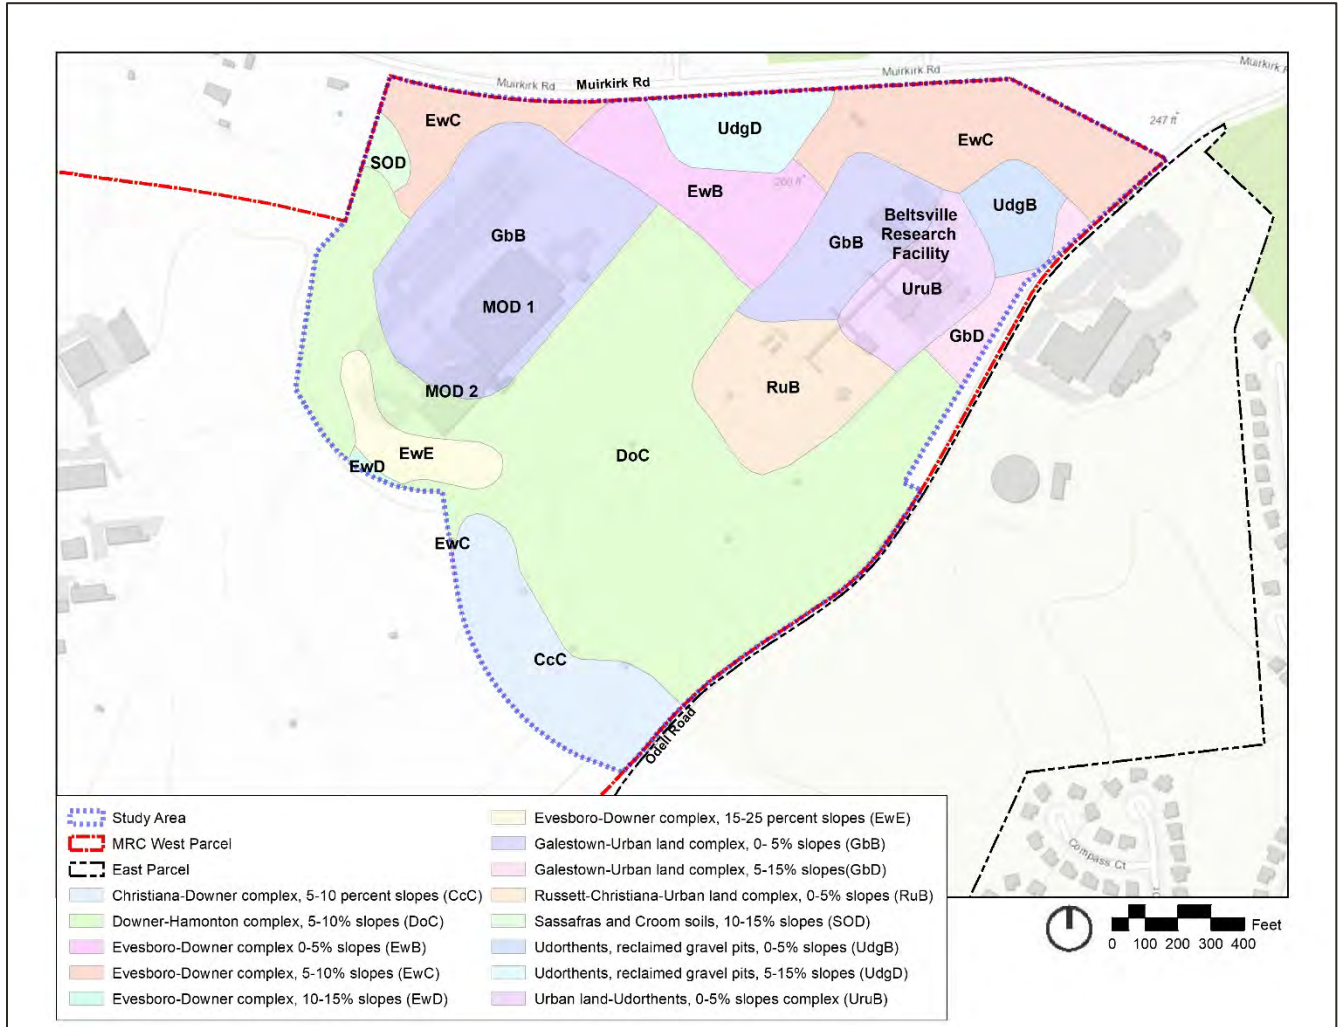 Muirkirk Rd
Muirkirk Rd
Muirkirk Rd
EwC
UdgD
247 ft
EwC
SOD
EwB
260 ft
UdgB
Beltsville
Research
Facility
GbB
GbB
UruB
MOD 1
GbD
MOD 2
RuB
EwE
EwD
DoC
EwC
CcC
Odell Road
Compass Ct
Study Area
MRC West Parcel
East Parcel
Christiana-Downer complex, 5-10 percent slopes (CcC)
Downer-Hamonton complex, 5-10% slopes (DoC)
Evesboro-Downer complex 0-5% slopes (EwB)
Evesboro-Downer complex, 5-10% slopes (EwC)
Evesboro-Downer complex, 10-15% slopes (EwD)
Evesboro-Downer complex, 15-25 percent slopes (EwE)
Galestown-Urban land complex, 0- 5% slopes (GbB)
Galestown-Urban land complex, 5-15% slopes(GbD)
Russett-Christiana-Urban land complex, 0-5% slopes (RuB)
Sassafras and Croom soils, 10-15% slopes (SOD)
Udorthents, reclaimed gravel pits, 0-5% slopes (UdgB)
Udorthents, reclaimed gravel pits, 5-15% slopes (UdgD)
Urban land-Udorthents, 0-5% slopes complex (UruB)
Feet
0 100 200 300 400